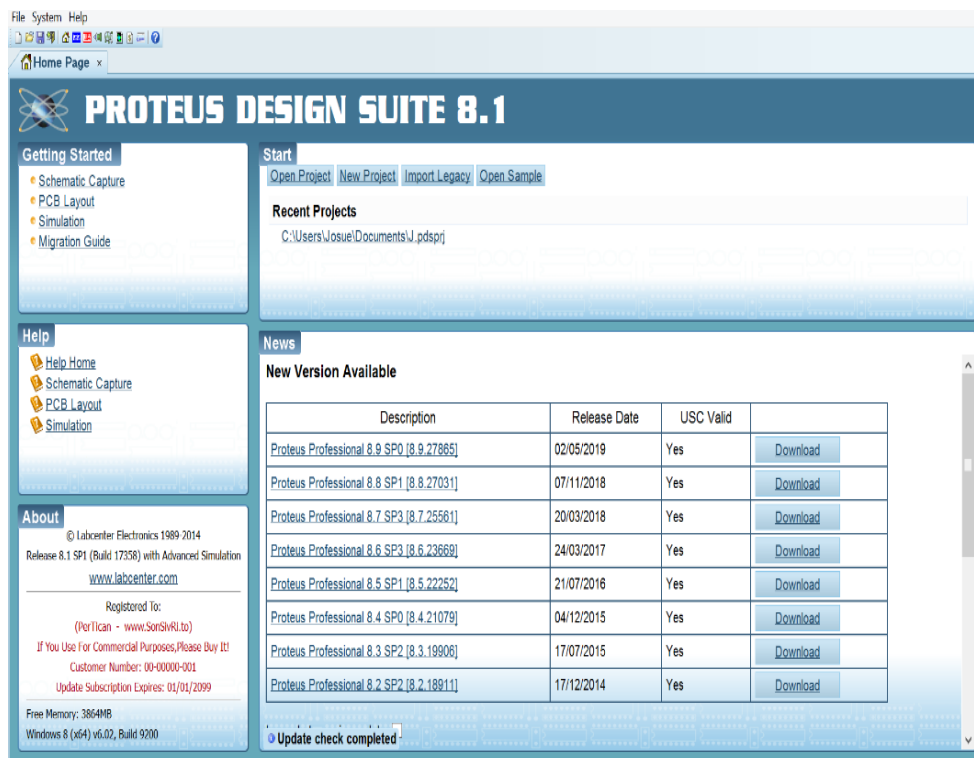 File System Help
Home Page ×
PROTEUS DESIGN SUITE 8.1
Getting Started
Schematic Capture
PCB Layout
Simulation
Migration Guide
Start
Open Project New Project Import Legacy Open Sample
Recent Projects
C:\Users\Josue\Documents\J.pdsprj
Help
Help Home
Schematic Capture
PCB Layout
Simulation
News
New Version Available
Description Release Date USC Valid
Proteus Professional 8.9 SP0 [8.9.27865] 02/05/2019 Yes Download
Proteus Professional 8.8 SP1 [8.8.27031] 07/11/2018 Yes Download
Proteus Professional 8.7 SP3 [8.7.25561] 20/03/2018 Yes Download
Proteus Professional 8.6 SP3 [8.6.23669] 24/03/2017 Yes Download
Proteus Professional 8.5 SP1 [8.5.22252] 21/07/2016 Yes Download
Proteus Professional 8.4 SP0 [8.4.21079] 04/12/2015 Yes Download
Proteus Professional 8.3 SP2 [8.3.19906] 17/07/2015 Yes Download
Proteus Professional 8.2 SP2 [8.2.18911] 17/12/2014 Yes Download
Update check completed
About
© Labcenter Electronics 1989-2014
Release 8.1 SP1 (Build 17358) with Advanced Simulation
www.labcenter.com
Registered To:
(PerTican - www.SonSivRi.to)
If You Use For Commercial Purposes,Please Buy It!
Customer Number: 00-00000-001
Update Subscription Expires: 01/01/2099
Free Memory: 3864MB
Windows 8 (x64) v6.02, Build 9200